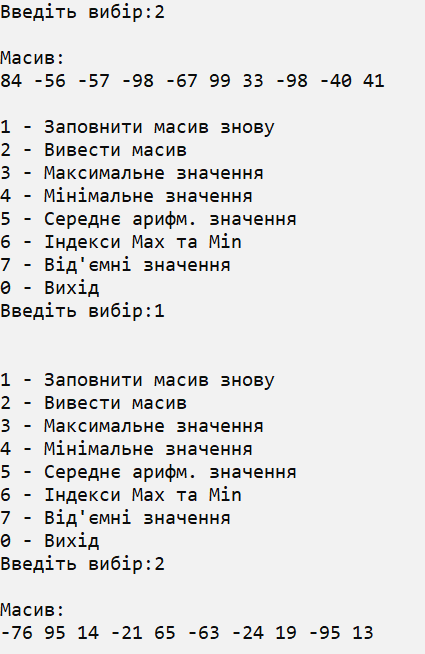 Введіть вибір:2
Масив:
84 -56 -57 -98 -67 99 33 -98 -40 41
1 - Заповнити масив знову
2 - Вивести масив
3 - Максимальне значення
4 - Мінімальне значення
5 - Середнє арифм. значення
6 - Індекси Max та Min
7 - Від'ємні значення
0 - Вихід
Введіть вибір:1
1 - Заповнити масив знову
2 - Вивести масив
3 - Максимальне значення
4 - Мінімальне значення
5 - Середнє арифм. значення
6 - Індекси Max та Min
7 - Від'ємні значення
0 - Вихід
Введіть вибір:2
Масив:
-76 95 14 -21 65 -63 -24 19 -95 13